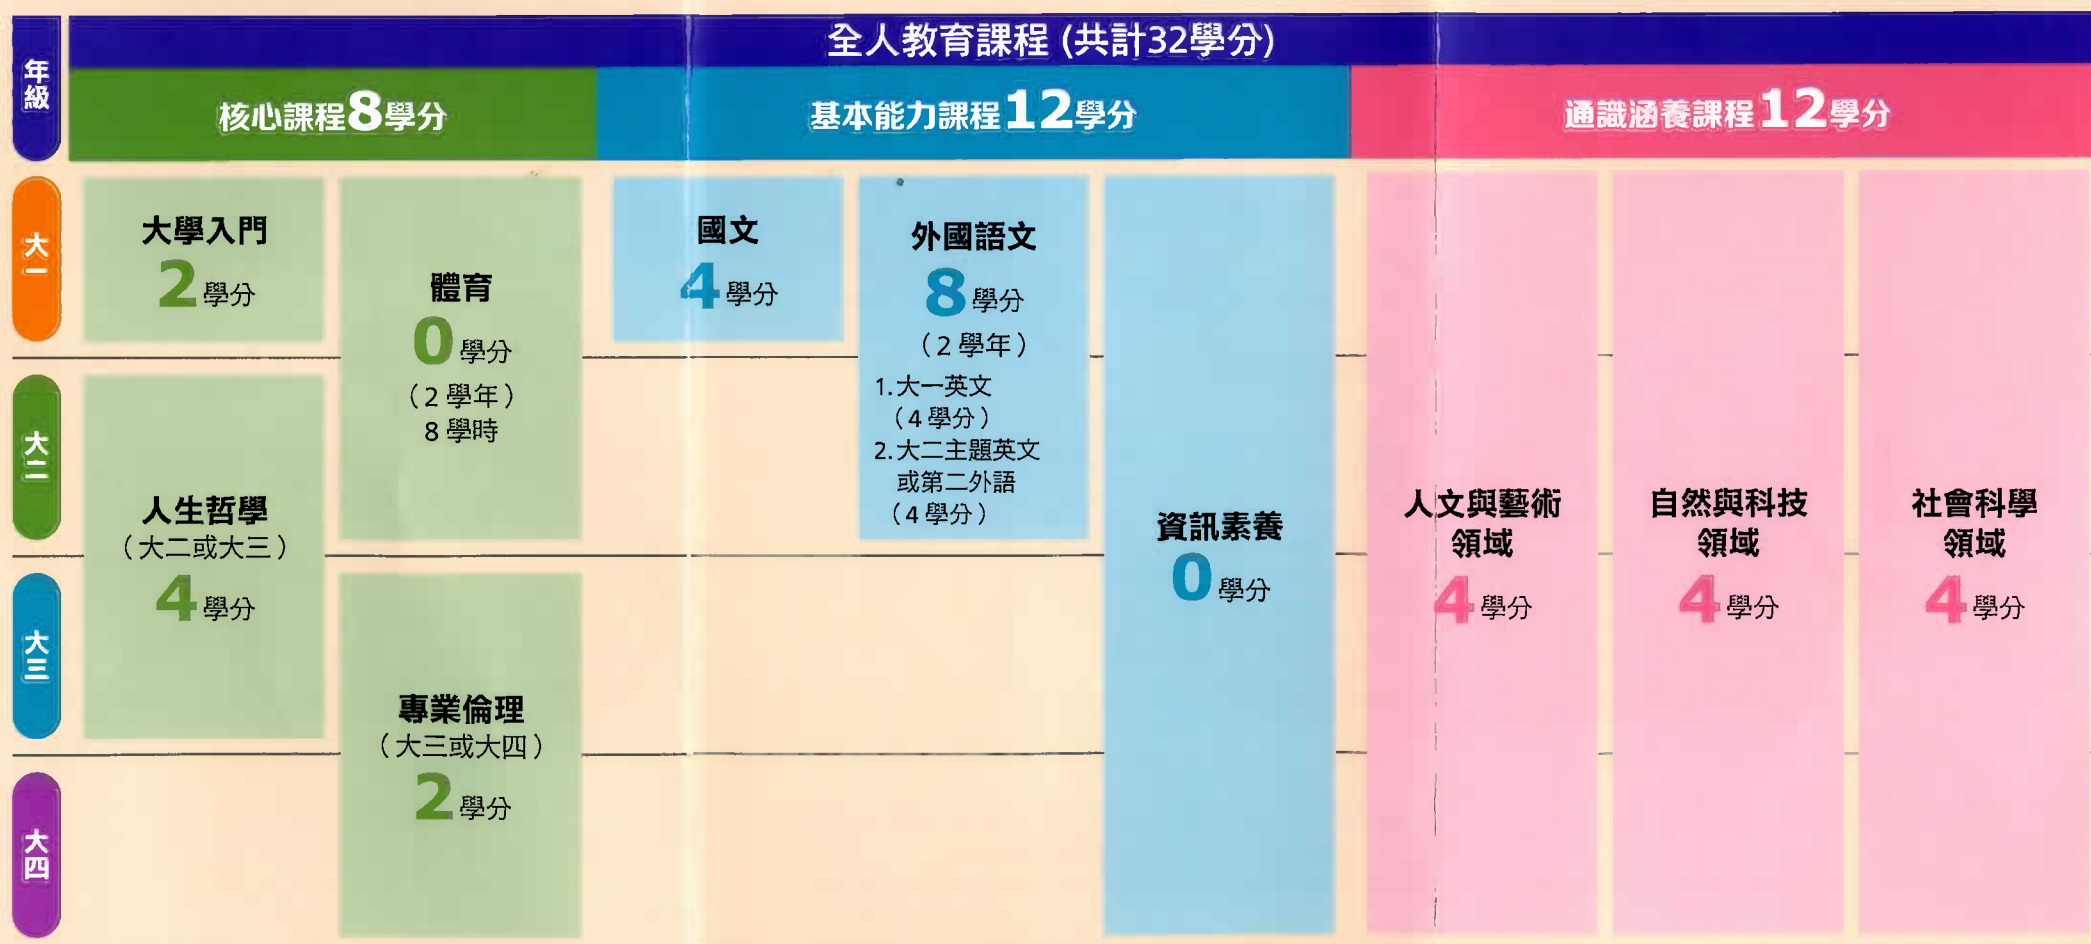 年級
全人教育課程 (共計32學分)
核心課程8學分
基本能力課程12學分
通識涵養課程12學分
大一
大二
大三
大四
大學入門
2學分
體育
0學分
(2 學年)
8 學時
人生哲學
(大二或大三)
4學分
專業倫理
(大三或大四)
2學分
國文
4學分
外國語文
8學分
(2 學年)
1.大一英文
(4 學分)
2.大二主題英文
或第二外語
(4 學分)
資訊素養
0學分
人文與藝術
領域
4學分
自然與科技
領域
4學分
社會科學
領域
4學分